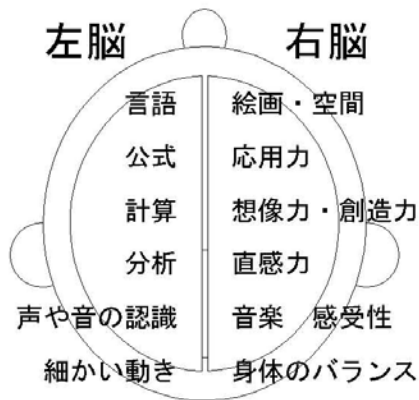 左脳
右脳
言語
絵画・空間
公式
応用力
計算
想像力・創造力
分析
直感力
声や音の認識
音楽　感受性
細かい動き
身体のバランス